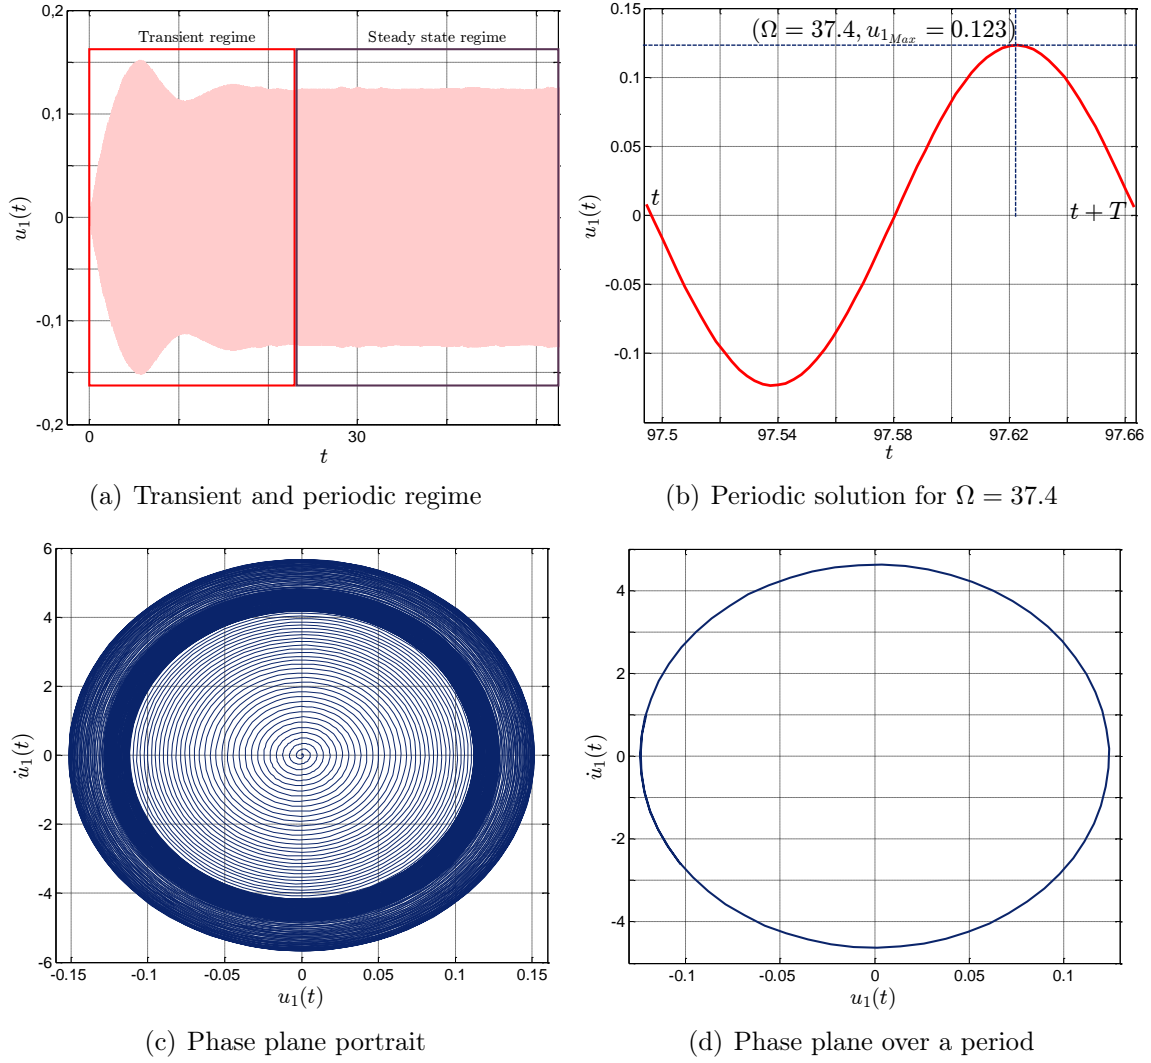 0,2
0,1
0
-0,1
-0,2
u₁(t)
Transient regime
Steady state regime
0
30
t
(a) Transient and periodic regime
0.15
0.1
0.05
0
-0.05
-0.1
u₁(t)
(Ω = 37.4, u₁_Max = 0.123)
t
t + T
97.5
97.54
97.58
97.62
97.66
t
(b) Periodic solution for Ω = 37.4
6
4
2
0
-2
-4
-6
u̇₁(t)
-0.15
-0.1
-0.05
0
0.05
0.1
0.15
u₁(t)
(c) Phase plane portrait
4
2
0
-2
-4
u̇₁(t)
-0.1
-0.05
0
0.05
0.1
u₁(t)
(d) Phase plane over a period